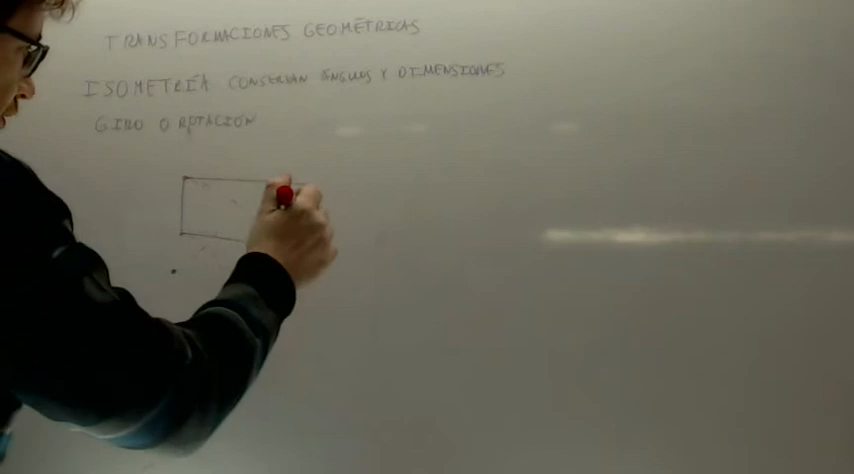 TRANSFORMACIONES GEOMÉTRICAS
ISOMETRÍA CONSERVAN ÁNGULOS Y DIMENSIONES
GIRO O ROTACIÓN